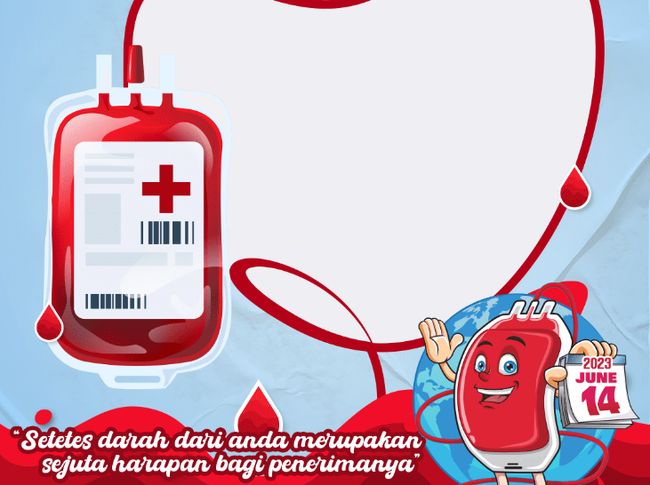 2023
JUNE
14
“Setetes darah dari anda merupakan
sejuta harapan bagi penerimanya”